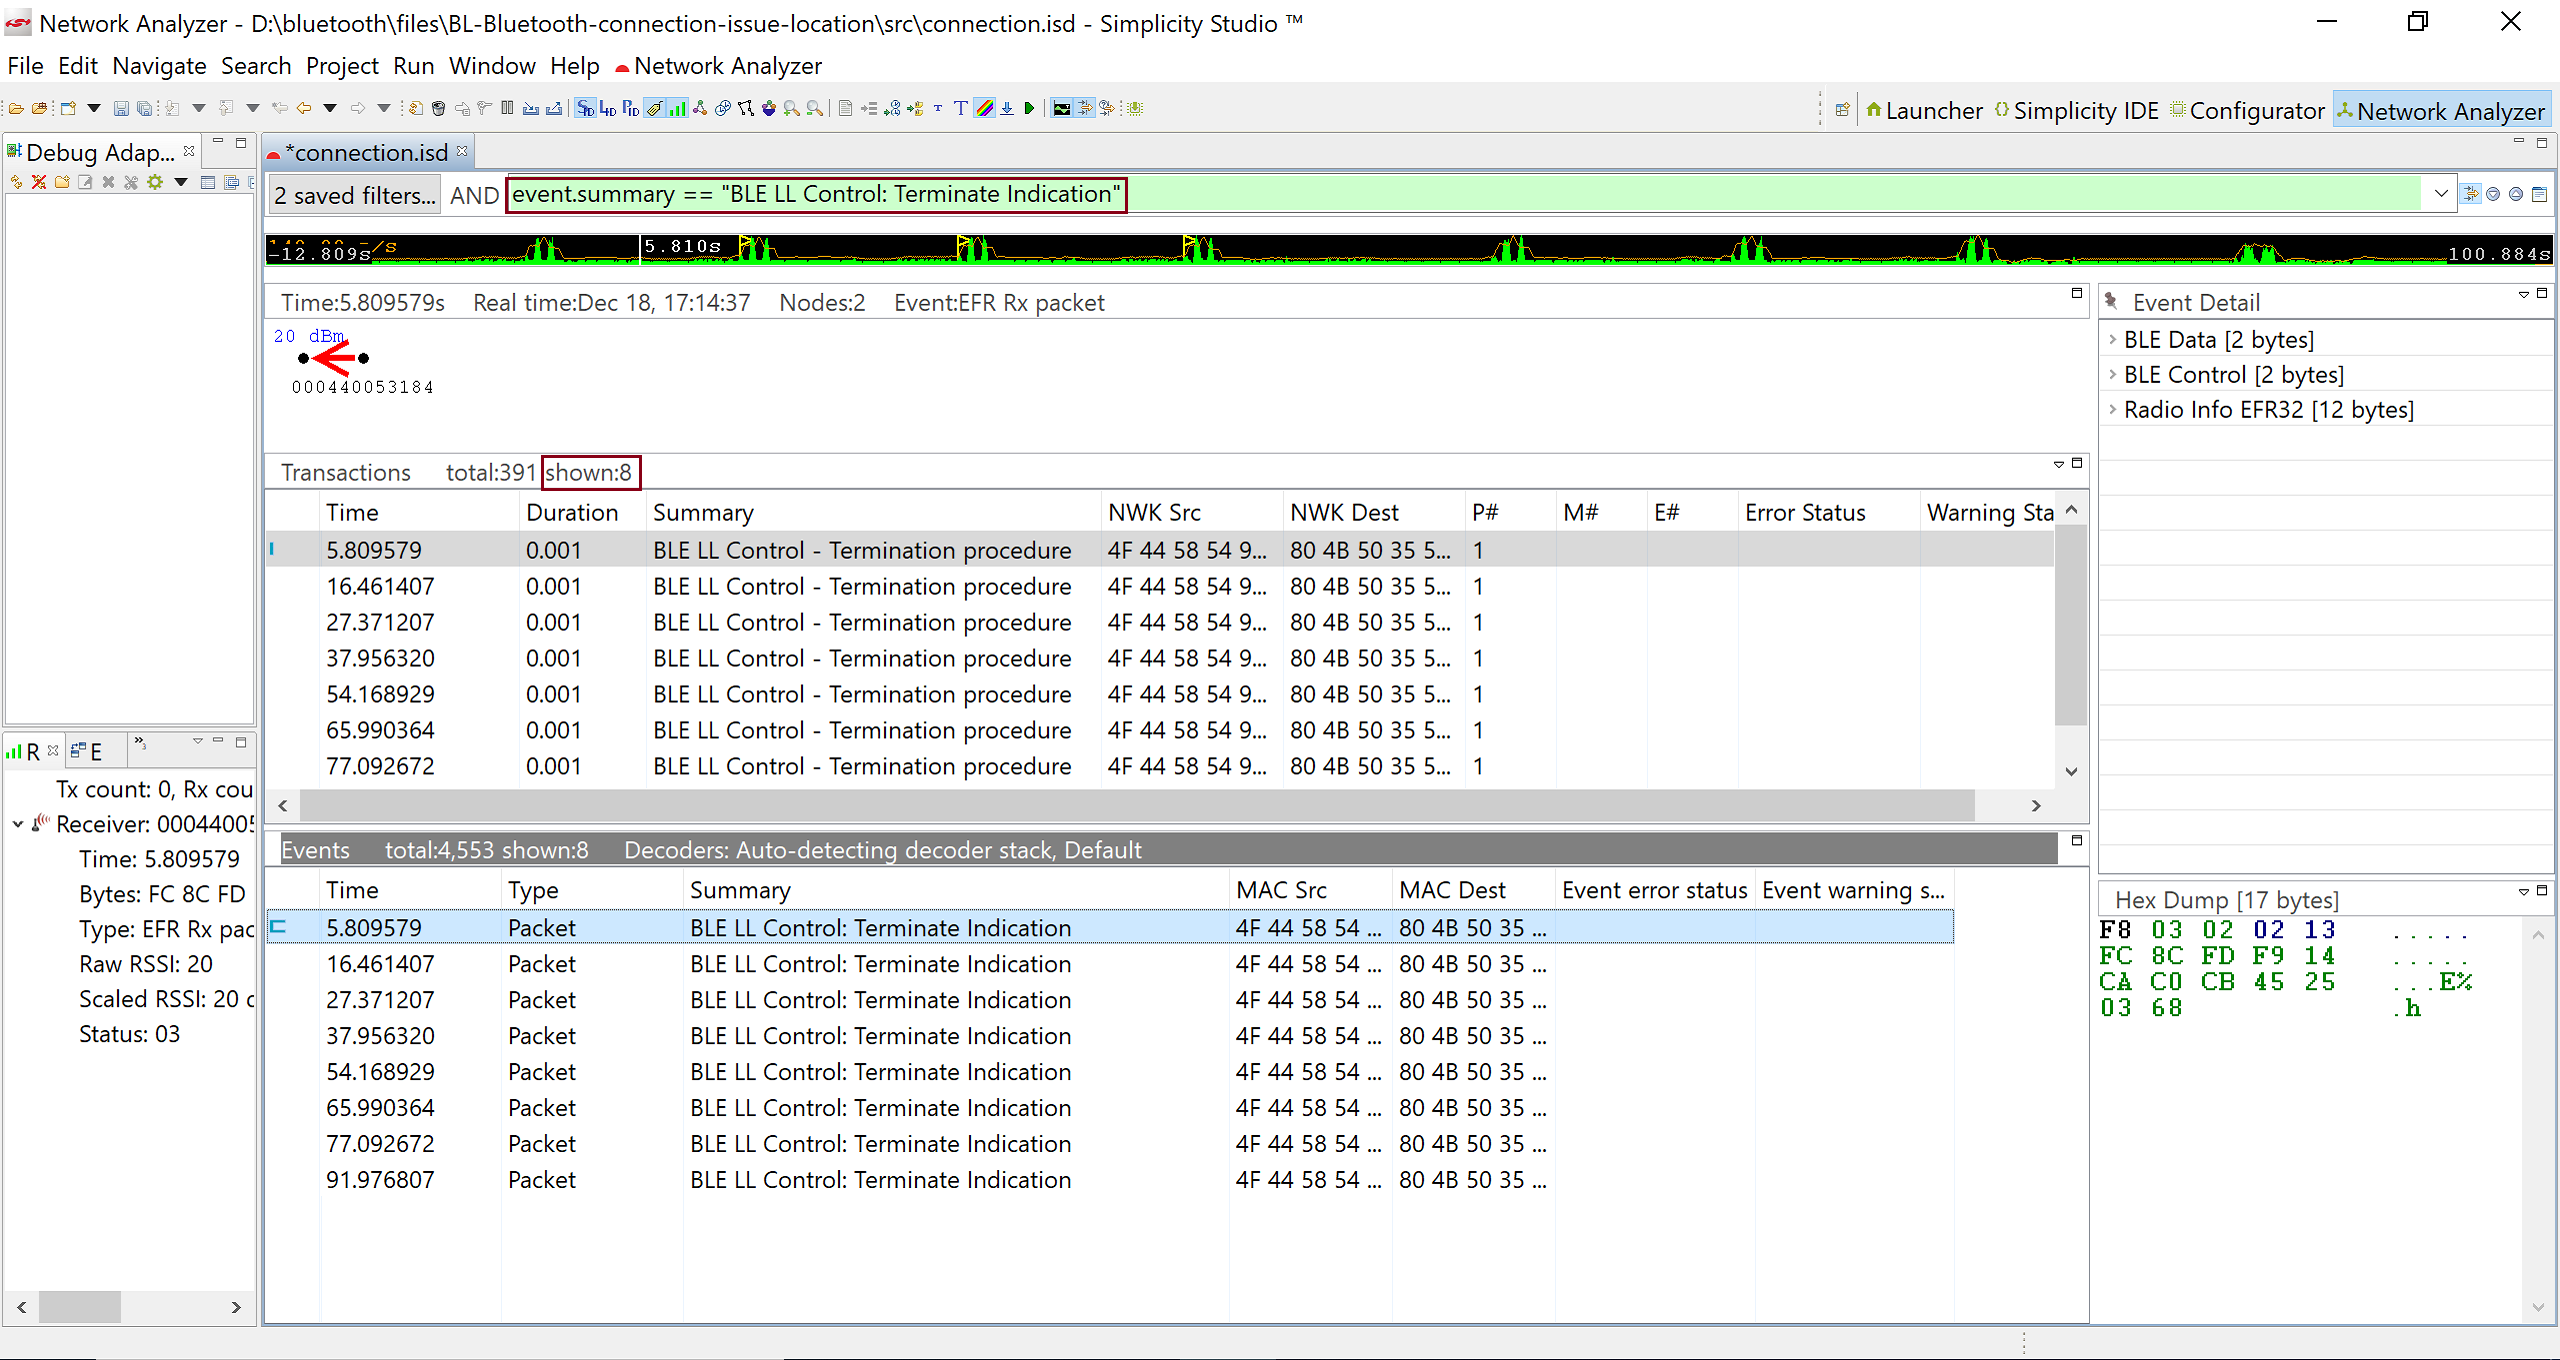 Network Analyzer - D:\bluetooth\files\BL-Bluetooth-connection-issue-location\src\connection.isd - Simplicity Studio ™
File Edit Navigate Search Project Run Window Help Network Analyzer
Launcher Simplicity IDE Configurator Network Analyzer
Debug Adap...
*connection.isd
2 saved filters... AND event.summary == "BLE LL Control: Terminate Indication"
-12.809s 5.810s 100.884s
Time:5.809579s Real time:Dec 18, 17:14:37 Nodes:2 Event:EFR Rx packet
20 dBm
000440053184
Transactions total:391 shown:8
Time Duration Summary NWK Src NWK Dest P# M# E# Error Status Warning Sta
5.809579 0.001 BLE LL Control - Termination procedure 4F 44 58 54 9... 80 4B 50 35 5... 1
16.461407 0.001 BLE LL Control - Termination procedure 4F 44 58 54 9... 80 4B 50 35 5... 1
27.371207 0.001 BLE LL Control - Termination procedure 4F 44 58 54 9... 80 4B 50 35 5... 1
37.956320 0.001 BLE LL Control - Termination procedure 4F 44 58 54 9... 80 4B 50 35 5... 1
54.168929 0.001 BLE LL Control - Termination procedure 4F 44 58 54 9... 80 4B 50 35 5... 1
65.990364 0.001 BLE LL Control - Termination procedure 4F 44 58 54 9... 80 4B 50 35 5... 1
77.092672 0.001 BLE LL Control - Termination procedure 4F 44 58 54 9... 80 4B 50 35 5... 1
Events total:4,553 shown:8 Decoders: Auto-detecting decoder stack, Default
Time Type Summary MAC Src MAC Dest Event error status Event warning s...
5.809579 Packet BLE LL Control: Terminate Indication 4F 44 58 54 ... 80 4B 50 35 ...
16.461407 Packet BLE LL Control: Terminate Indication 4F 44 58 54 ... 80 4B 50 35 ...
27.371207 Packet BLE LL Control: Terminate Indication 4F 44 58 54 ... 80 4B 50 35 ...
37.956320 Packet BLE LL Control: Terminate Indication 4F 44 58 54 ... 80 4B 50 35 ...
54.168929 Packet BLE LL Control: Terminate Indication 4F 44 58 54 ... 80 4B 50 35 ...
65.990364 Packet BLE LL Control: Terminate Indication 4F 44 58 54 ... 80 4B 50 35 ...
77.092672 Packet BLE LL Control: Terminate Indication 4F 44 58 54 ... 80 4B 50 35 ...
91.976807 Packet BLE LL Control: Terminate Indication 4F 44 58 54 ... 80 4B 50 35 ...
R E
Tx count: 0, Rx cou
Receiver: 0004400
Time: 5.809579
Bytes: FC 8C FD
Type: EFR Rx pac
Raw RSSI: 20
Scaled RSSI: 20
Status: 03
Event Detail
BLE Data [2 bytes]
BLE Control [2 bytes]
Radio Info EFR32 [12 bytes]
Hex Dump [17 bytes]
F8 03 02 02 13 .....
FC 8C FD F9 14 .....
CA C0 CB 45 25 ...E%
03 68 .h